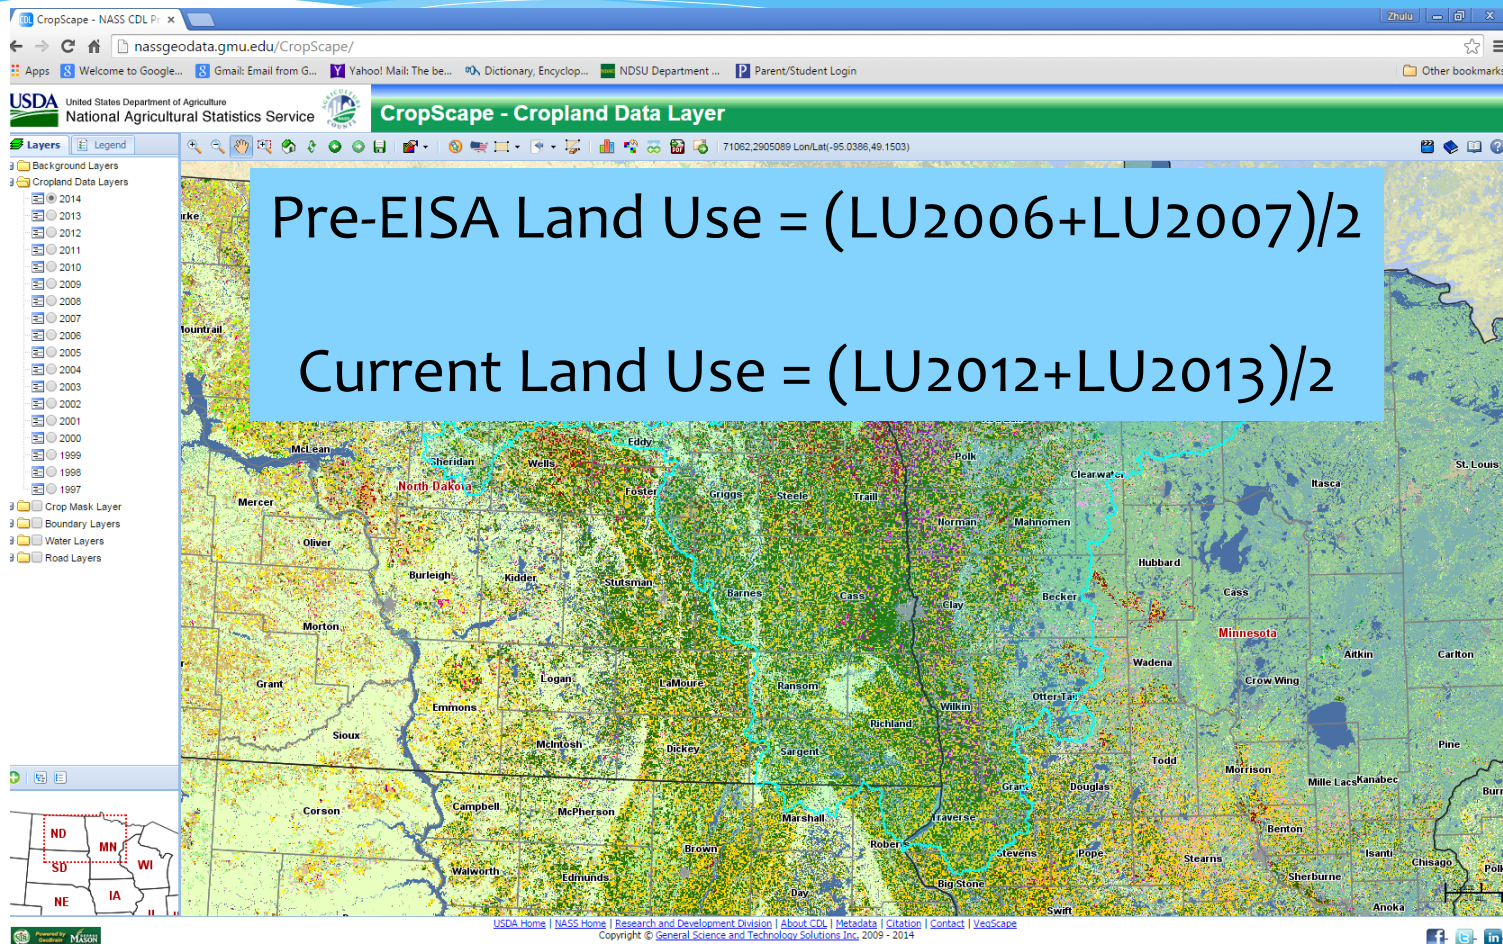 CropScape - NASS CDL Pr
Zhulu
nassgeodata.gmu.edu/CropScape/
Apps Welcome to Google... Gmail: Email from G... Yahoo! Mail: The be... Dictionary, Encyclop... NDSU Department ... Parent/Student Login Other bookmarks
USDA United States Department of Agriculture
National Agricultural Statistics Service
CropScape - Cropland Data Layer
Layers Legend
71062,2905089 Lon/Lat(-95.0386,49.1503)
Background Layers
Cropland Data Layers
2014
2013
2012
2011
2010
2009
2008
2007
2006
2005
2004
2003
2002
2001
2000
1999
1998
1997
Crop Mask Layer
Boundary Layers
Water Layers
Road Layers
Pre-EISA Land Use = (LU2006+LU2007)/2
Current Land Use = (LU2012+LU2013)/2
rke
Mountrail
McLean
Sheridan
Wells
Eddy
Polk
Clearwater
St. Louis
North Dakota
Foster
Griggs
Steele
Traill
Itasca
Mercer
Norman
Mahnomen
Oliver
Burleigh
Kidder
Stutsman
Barnes
Cass
Clay
Becker
Hubbard
Cass
Morton
Minnesota
Aitkin
Carlton
Grant
Logan
LaMoure
Ransom
Wadena
Crow Wing
Emmons
Otter Tail
Wilkin
Richland
Sioux
McIntosh
Dickey
Sargent
Todd
Morrison
Pine
Mille Lacs
Kanabec
Grant
Douglas
Burn
Corson
Campbell
McPherson
Marshall
Traverse
Benton
Brown
Rober
Stevens
Pope
Stearns
Isanti
Chisago
Polk
Walworth
Edmunds
Sherburne
Day
Big Stone
Swift
Anoka
ND
MN
SD
WI
NE
IA
USDA Home | NASS Home | Research and Development Division | About CDL | Metadata | Citation | Contact | VegScape
Copyright © General Science and Technology Solutions Inc. 2009 - 2014
Powered by
GeoBrain
MASON